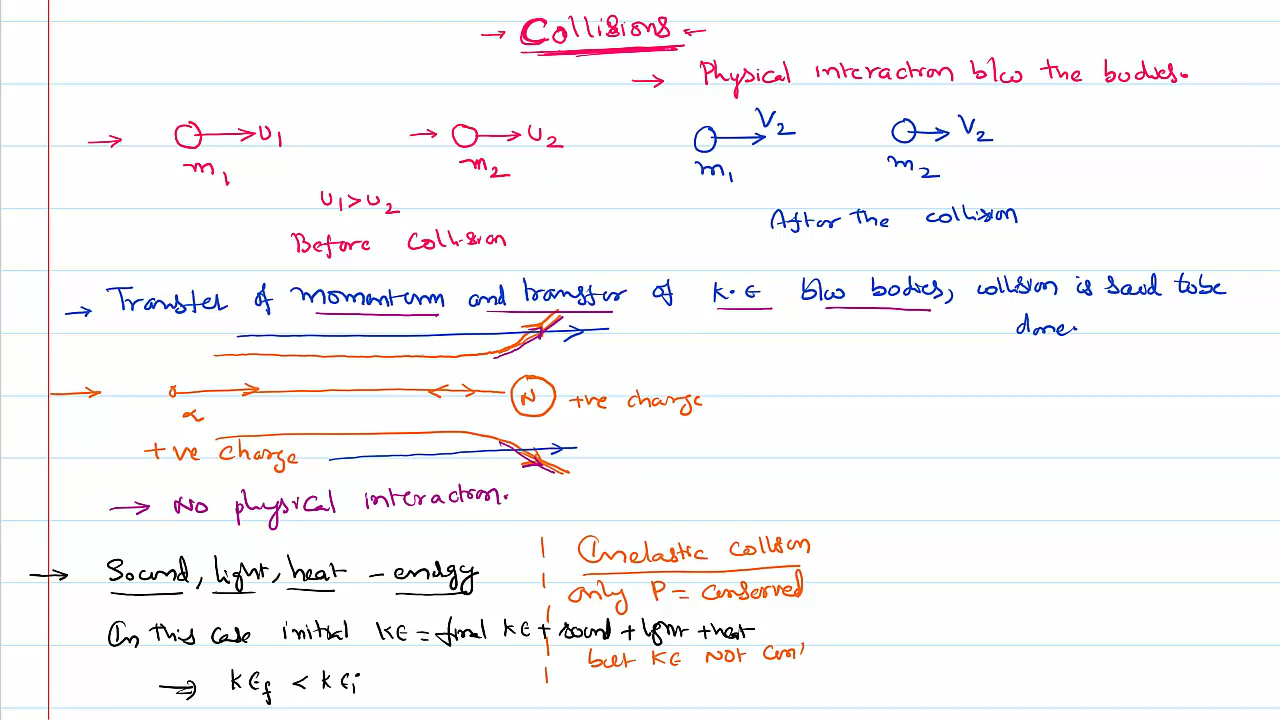 → Collisions ←
→ Physical interaction b/w the bodies.
→ U1 → U2 V2 V2
m1 m2 m1 m2
U1>U2
Before Collision After the collision
→ Transfer of momentum and transfer of K.E b/w bodies, collision is said tobe
done.
→ N +ve charge
α
+ve charge
→ No physical interaction.
→ Sound, light, heat - energy
In this case initial KE = final KE + sound + light + heat
⇒ KEf < KEi
Inelastic collison
only P = conserved
but KE NOT con'